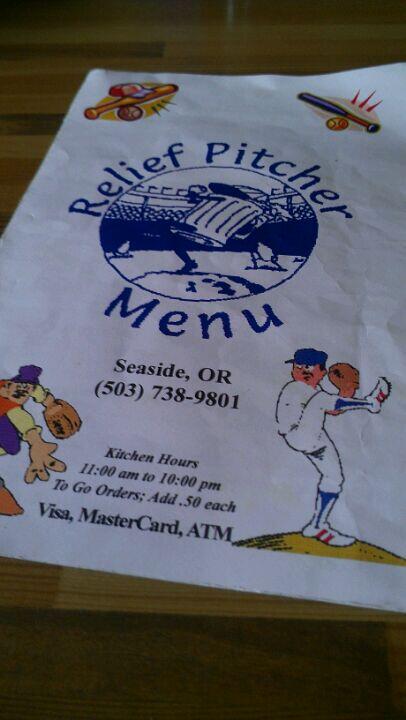 Relief Pitcher
Menu
Seaside, OR
(503) 738-9801
Kitchen Hours
11:00 am to 10:00 pm
To Go Orders; Add .50 each
Visa, MasterCard, ATM